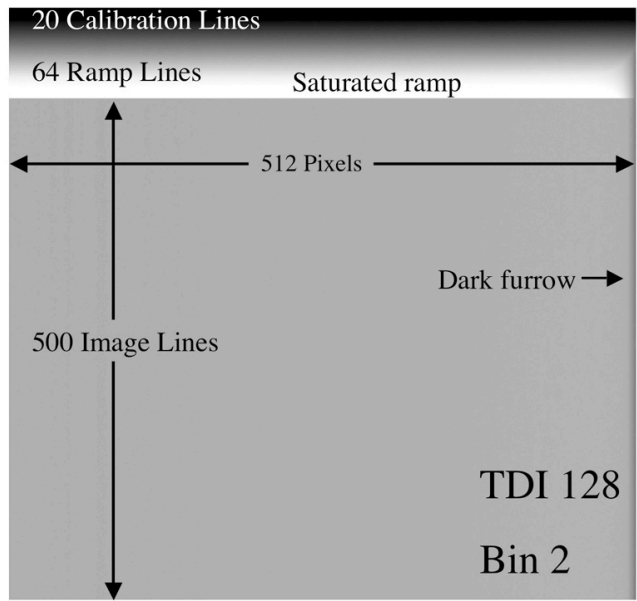 20 Calibration Lines
64 Ramp Lines
Saturated ramp
512 Pixels
Dark furrow
500 Image Lines
TDI 128
Bin 2